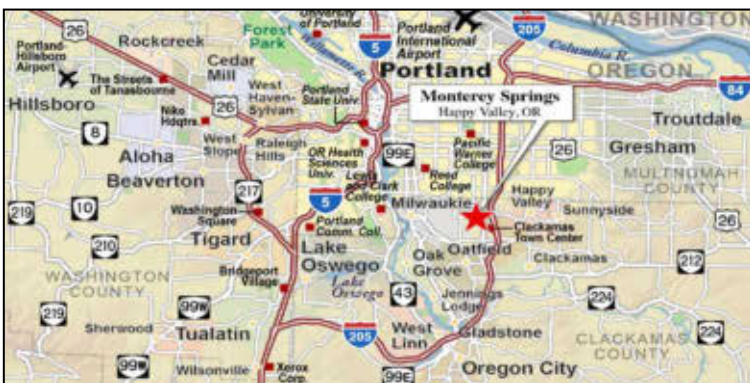 University
of Portland
Forest
Park
Portland
International
Airport
WASHINGTON
26
Rockcreek
Portland-
Hillsboro
Airport
Cedar
Mill
5
Willamette R.
205
Columbia R.
OREGON
The Streets
of Tanasbourne
Portland
84
Hillsboro
26
West
Haven-
Sylvan
Portland
State Univ.
Monterey Springs
Happy Valley, OR
Troutdale
Niko
Hdqtrs.
8
West
Slope
Raleigh
Hills
OR Health
Sciences
Univ.
99E
Pacific
Warner
College
26
Gresham
Aloha
Beaverton
Lewis
and Clark
College
Reed
College
MULTNOMAH
COUNTY
217
5
Milwaukie
Happy
Valley
Sunnyside
26
219
10
Washington
Square
Portland
Comm. Coll.
Clackamas
Town Center
210
Tigard
Lake
Oswego
Oak
Grove
Oatfield
Clackamas
212
WASHINGTON
COUNTY
Bridgeport
Village
Lake
Oswego
43
Jennings
Lodge
224
219
99W
Sherwood
Tualatin
205
West
Linn
Gladstone
224
CLACKAMAS
COUNTY
99W
Wilsonville
Xerox
Corp.
99E
Oregon City